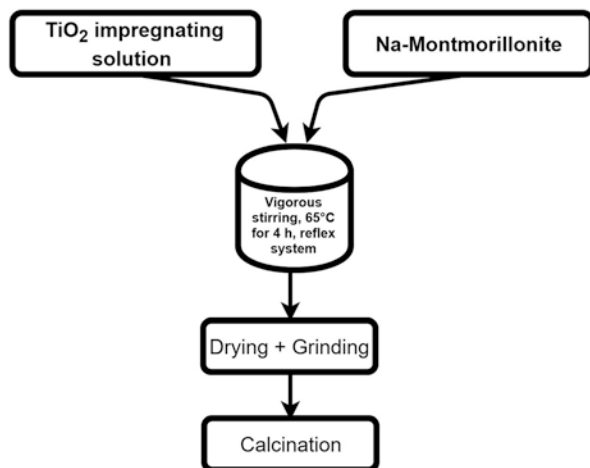 TiO₂ impregnating
solution
Na-Montmorillonite
Vigorous
stirring, 65°C
for 4 h, reflex
system
Drying + Grinding
Calcination